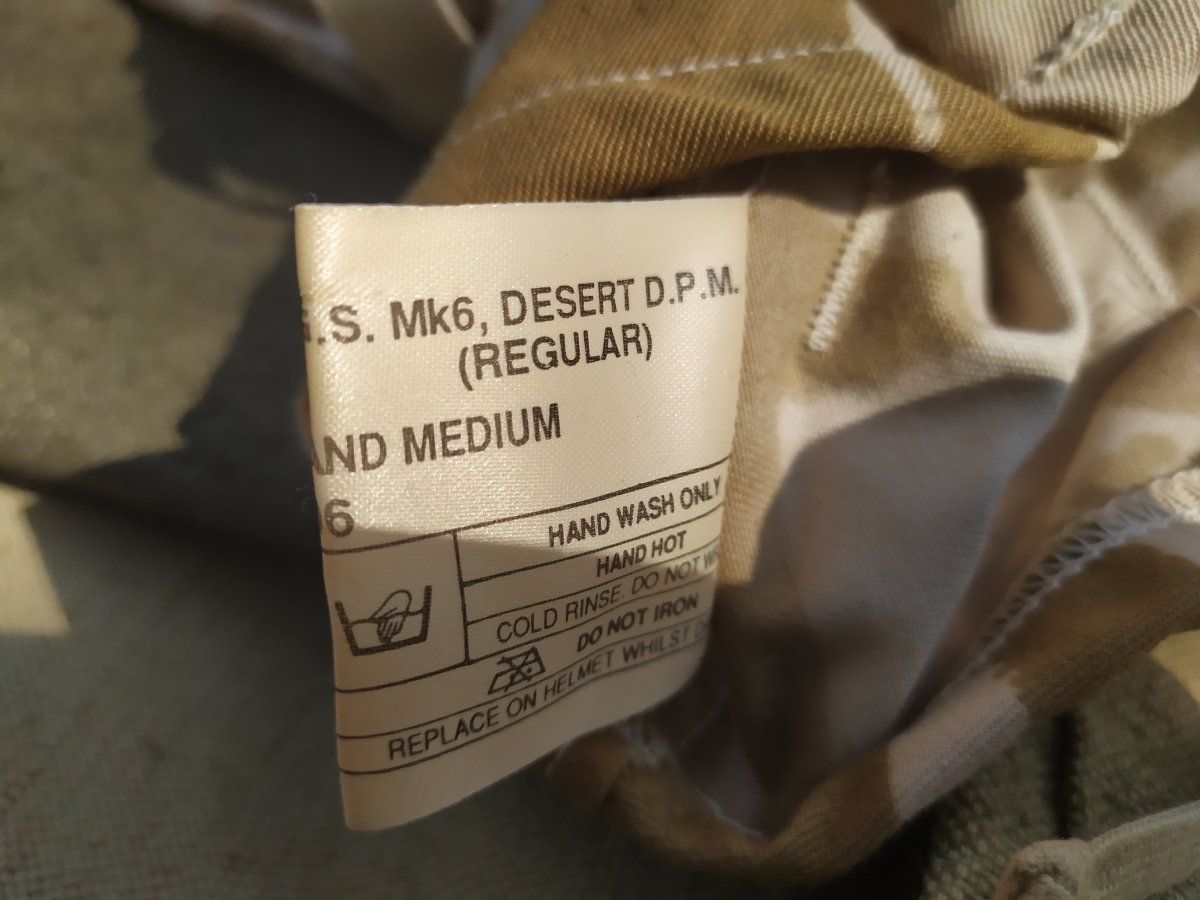 .S. Mk6, DESERT D.P.M.
(REGULAR)
AND MEDIUM
6
HAND WASH ONLY
HAND HOT
COLD RINSE. DO NOT
DO NOT IRON
REPLACE ON HELMET WHILST